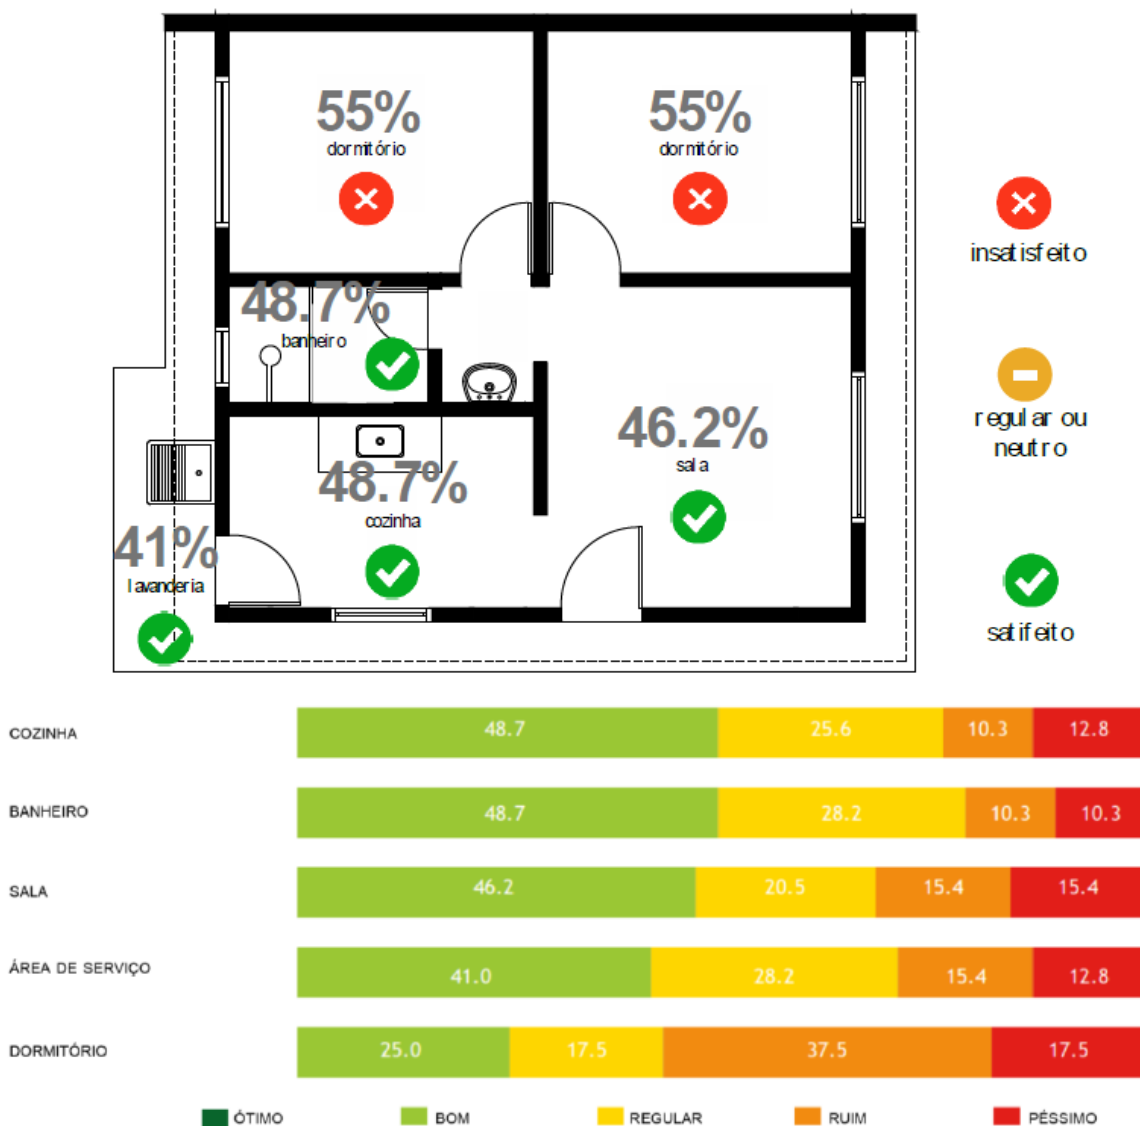 55%
dormitório
55%
dormitório
insatisfeito
48.7%
banheiro
regular ou
neutro
46.2%
sala
48.7%
cozinha
41%
lavanderia
satifeito
COZINHA 48.7 25.6 10.3 12.8
BANHEIRO 48.7 28.2 10.3 10.3
SALA 46.2 20.5 15.4 15.4
ÁREA DE SERVIÇO 41.0 28.2 15.4 12.8
DORMITÓRIO 25.0 17.5 37.5 17.5
ÓTIMO BOM REGULAR RUIM PÉSSIMO